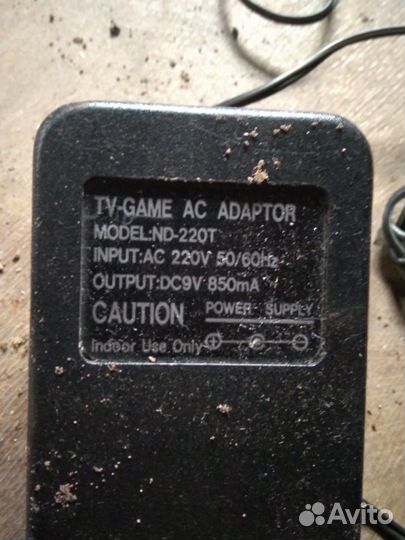 TV-GAME AC ADAPTOR
MODEL:ND-220T
INPUT:AC 220V 50/60Hz
OUTPUT:DC9V 850mA
CAUTION POWER SUPPLY
Indoor Use Only
Avito